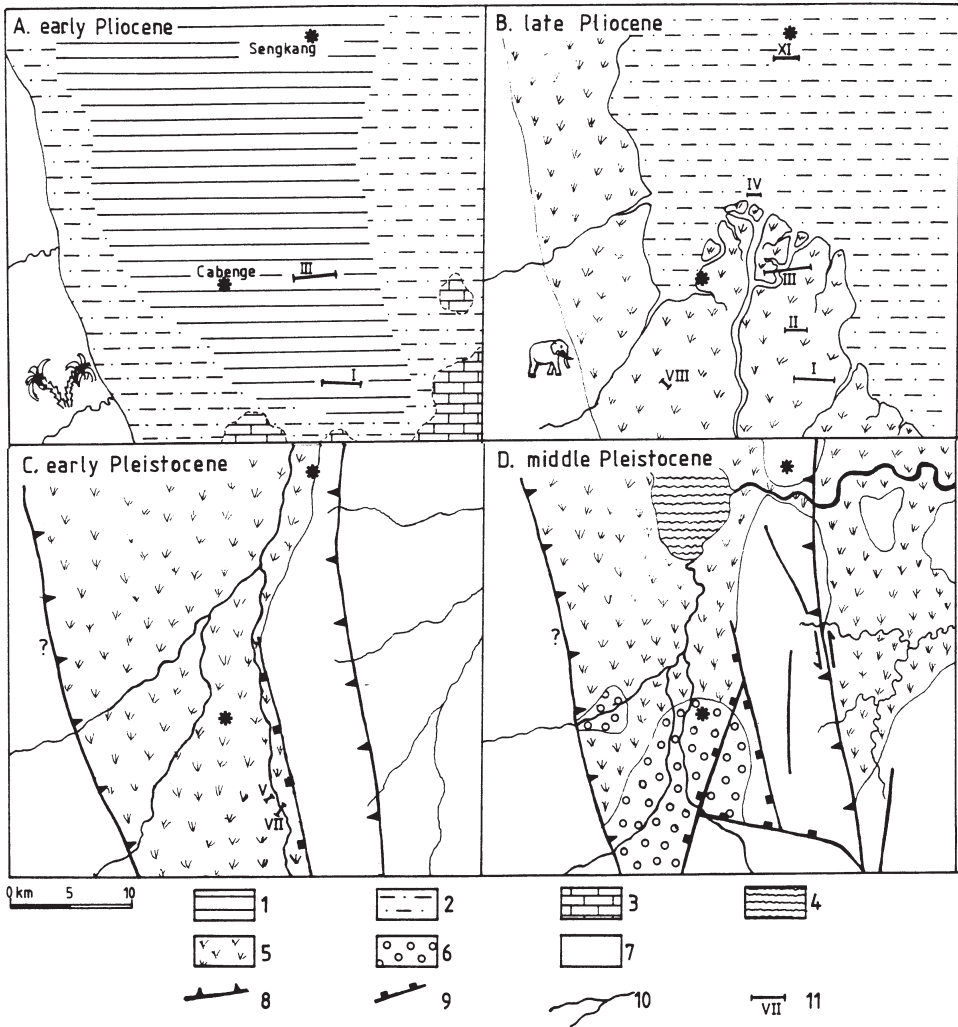 A. early Pliocene
Sengkang
Cabenge
III
I
B. late Pliocene
XI
IV
III
II
I
VIII
C. early Pleistocene
?
V
VII
D. middle Pleistocene
?
0 km 5 10
1
2
3
4
5
6
7
8
9
10
VII 11